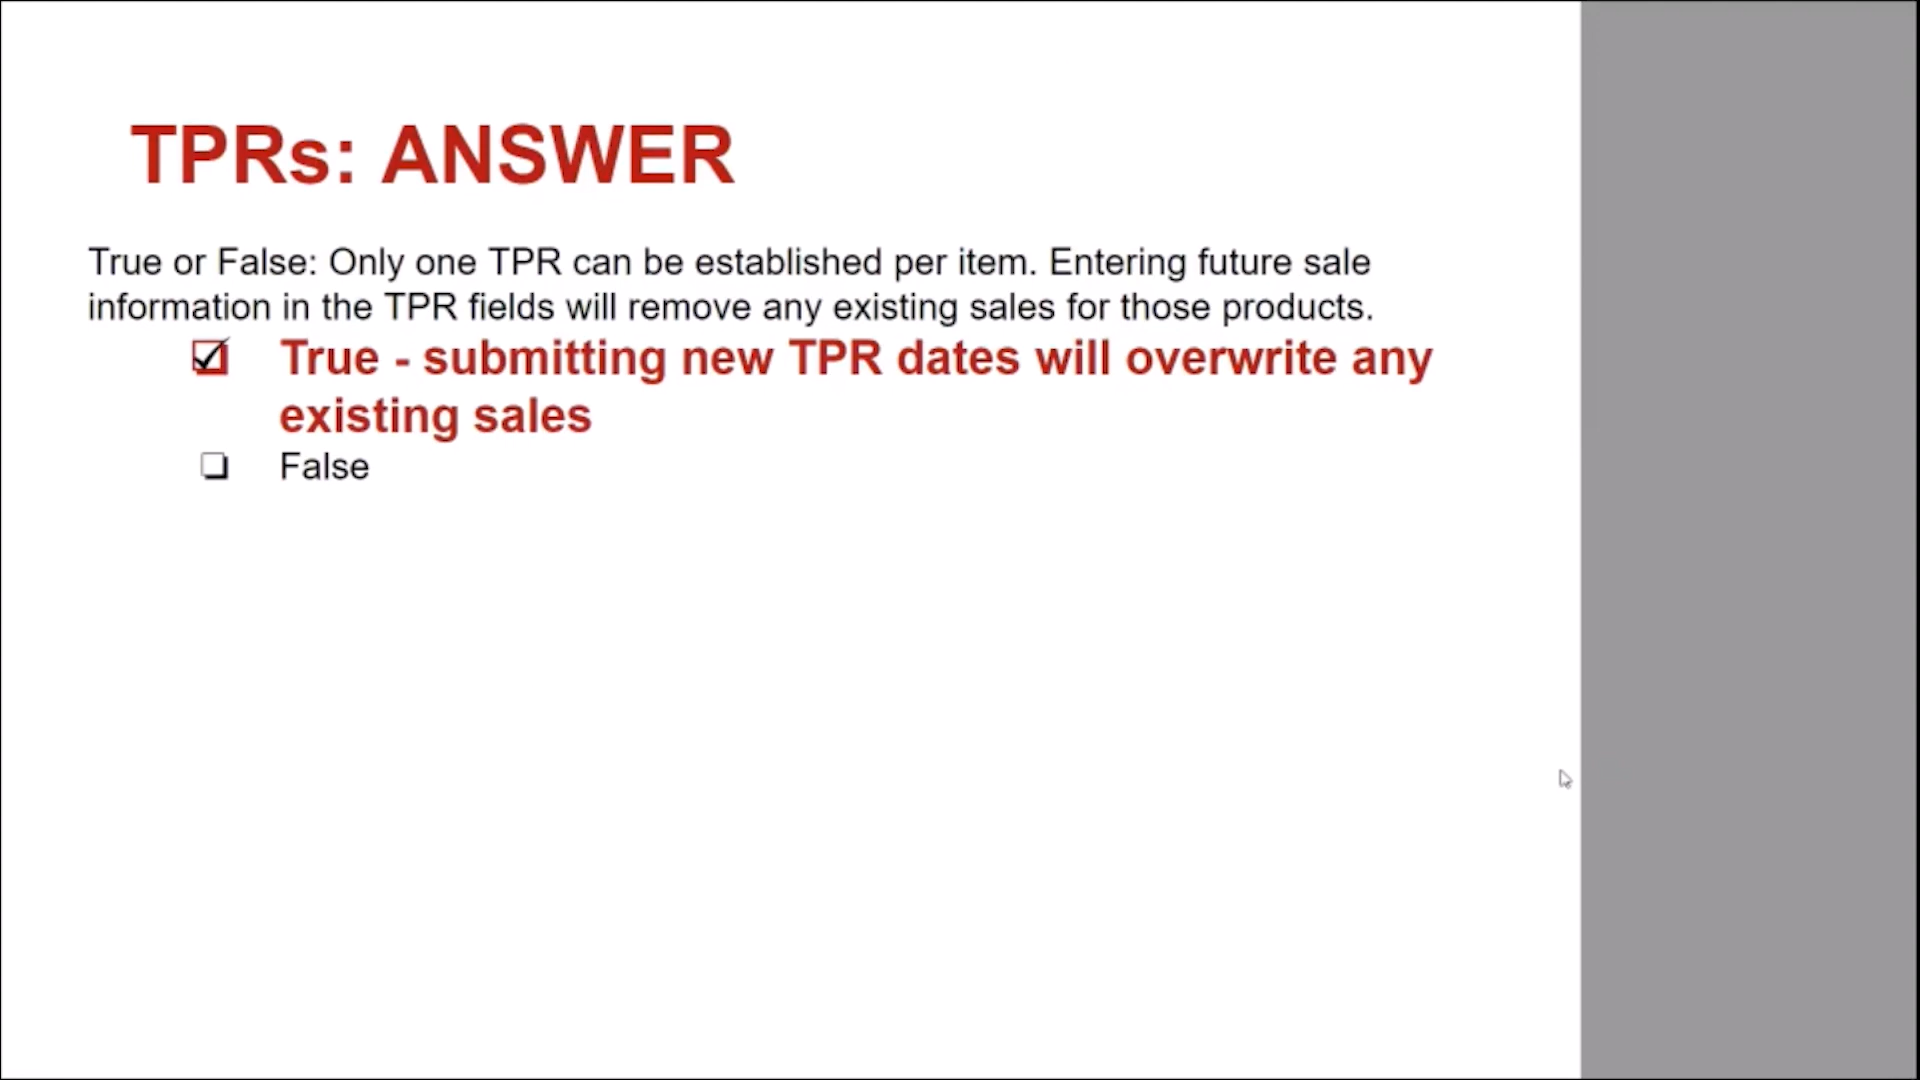 TPRs: ANSWER
True or False: Only one TPR can be established per item. Entering future sale
information in the TPR fields will remove any existing sales for those products.
True - submitting new TPR dates will overwrite any
existing sales
False